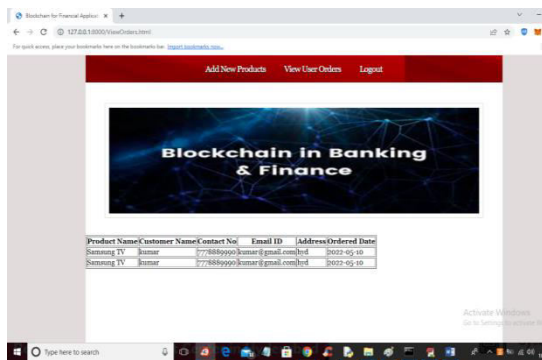 Blockchain for Financial Applicat
127.0.0.1:8000/ViewOrders.html
For quick access, place your bookmarks here on the bookmarks bar. Import bookmarks now...
Add New Products View User Orders Logout
Blockchain in Banking
& Finance
Product Name Customer Name Contact No Email ID Address Ordered Date
Samsung TV kumar 7778889990 kumar@gmail.com hyd 2022-05-10
Samsung TV kumar 7778889990 kumar@gmail.com hyd 2022-05-10
Activate Windows
Go to Settings to activate
Type here to search